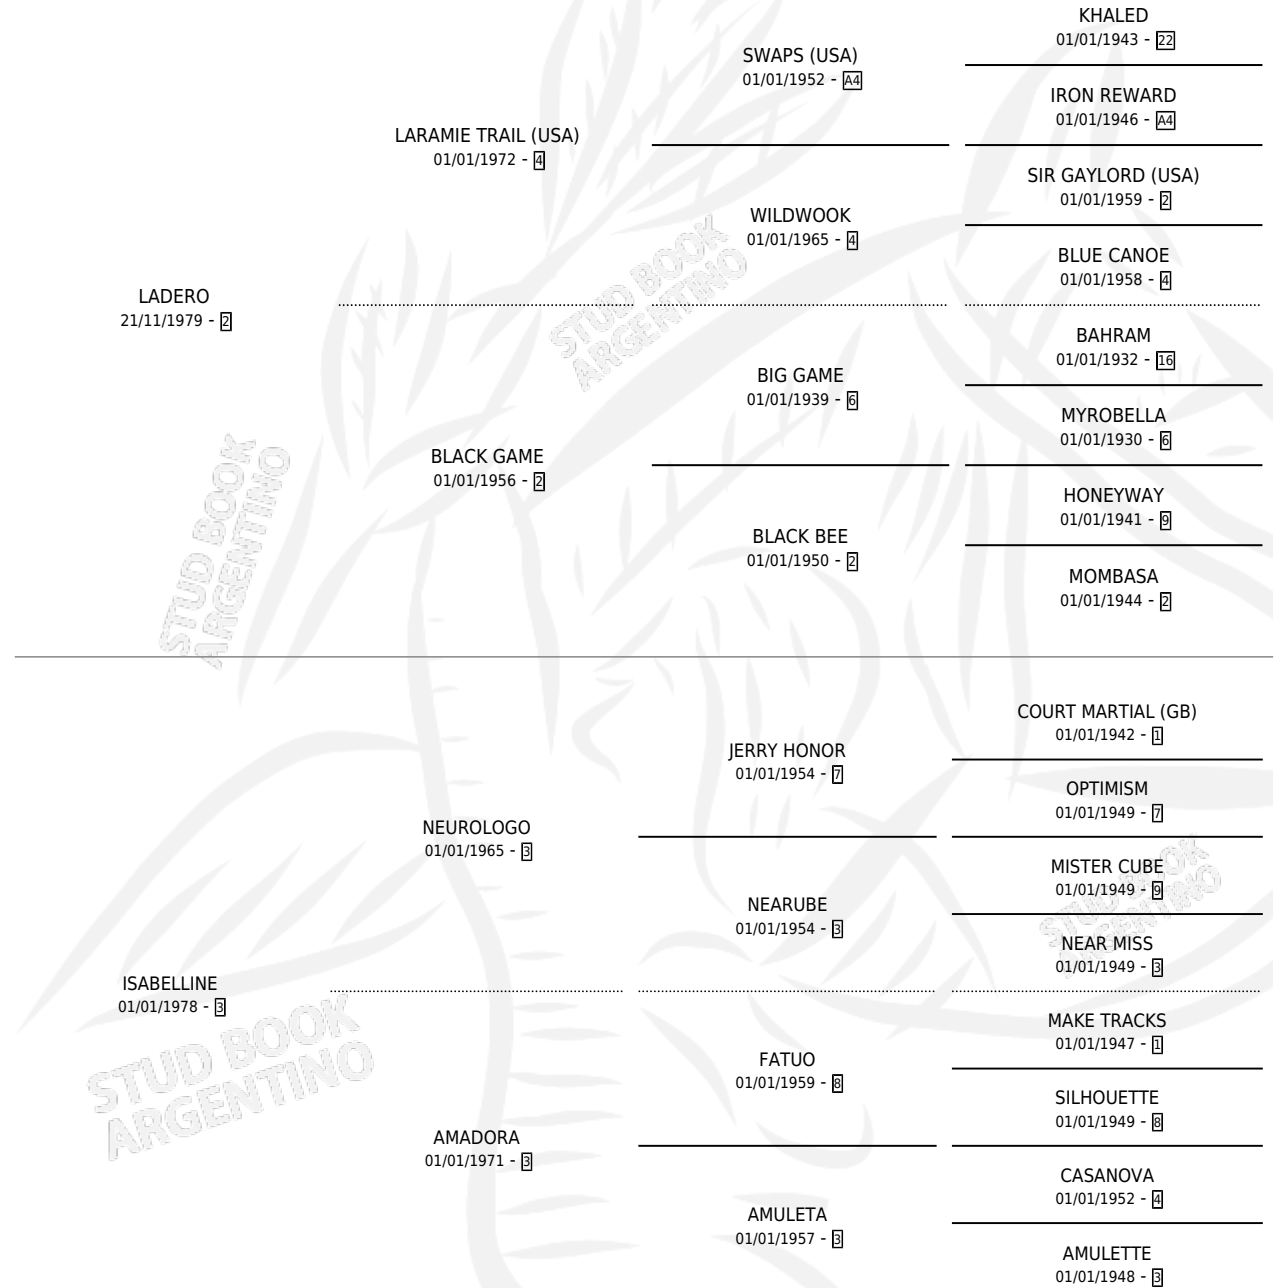 KHALED
01/01/1943 - 22
SWAPS (USA)
01/01/1952 - A4
IRON REWARD
01/01/1946 - A4
LARAMIE TRAIL (USA)
01/01/1972 - 4
SIR GAYLORD (USA)
01/01/1959 - 2
WILDWOOK
01/01/1965 - 4
BLUE CANOE
01/01/1958 - 4
LADERO
21/11/1979 - 2
BAHRAM
01/01/1932 - 16
BIG GAME
01/01/1939 - 6
MYROBELLA
01/01/1930 - 6
BLACK GAME
01/01/1956 - 2
HONEYWAY
01/01/1941 - 9
BLACK BEE
01/01/1950 - 2
MOMBASA
01/01/1944 - 2
STUD BOOK
ARGENTINO
STUD BOOK
ARGENTINO
COURT MARTIAL (GB)
01/01/1942 - 1
JERRY HONOR
01/01/1954 - 7
OPTIMISM
01/01/1949 - 7
NEUROLOGO
01/01/1965 - 3
MISTER CUBE
01/01/1949 - 9
NEARUBE
01/01/1954 - 3
NEAR MISS
01/01/1949 - 3
ISABELLINE
01/01/1978 - 3
MAKE TRACKS
01/01/1947 - 1
FATUO
01/01/1959 - 8
SILHOUETTE
01/01/1949 - 8
AMADORA
01/01/1971 - 3
CASANOVA
01/01/1952 - 4
AMULETA
01/01/1957 - 3
AMULETTE
01/01/1948 - 3
STUD BOOK
ARGENTINO
STUD BOOK
ARGENTINO